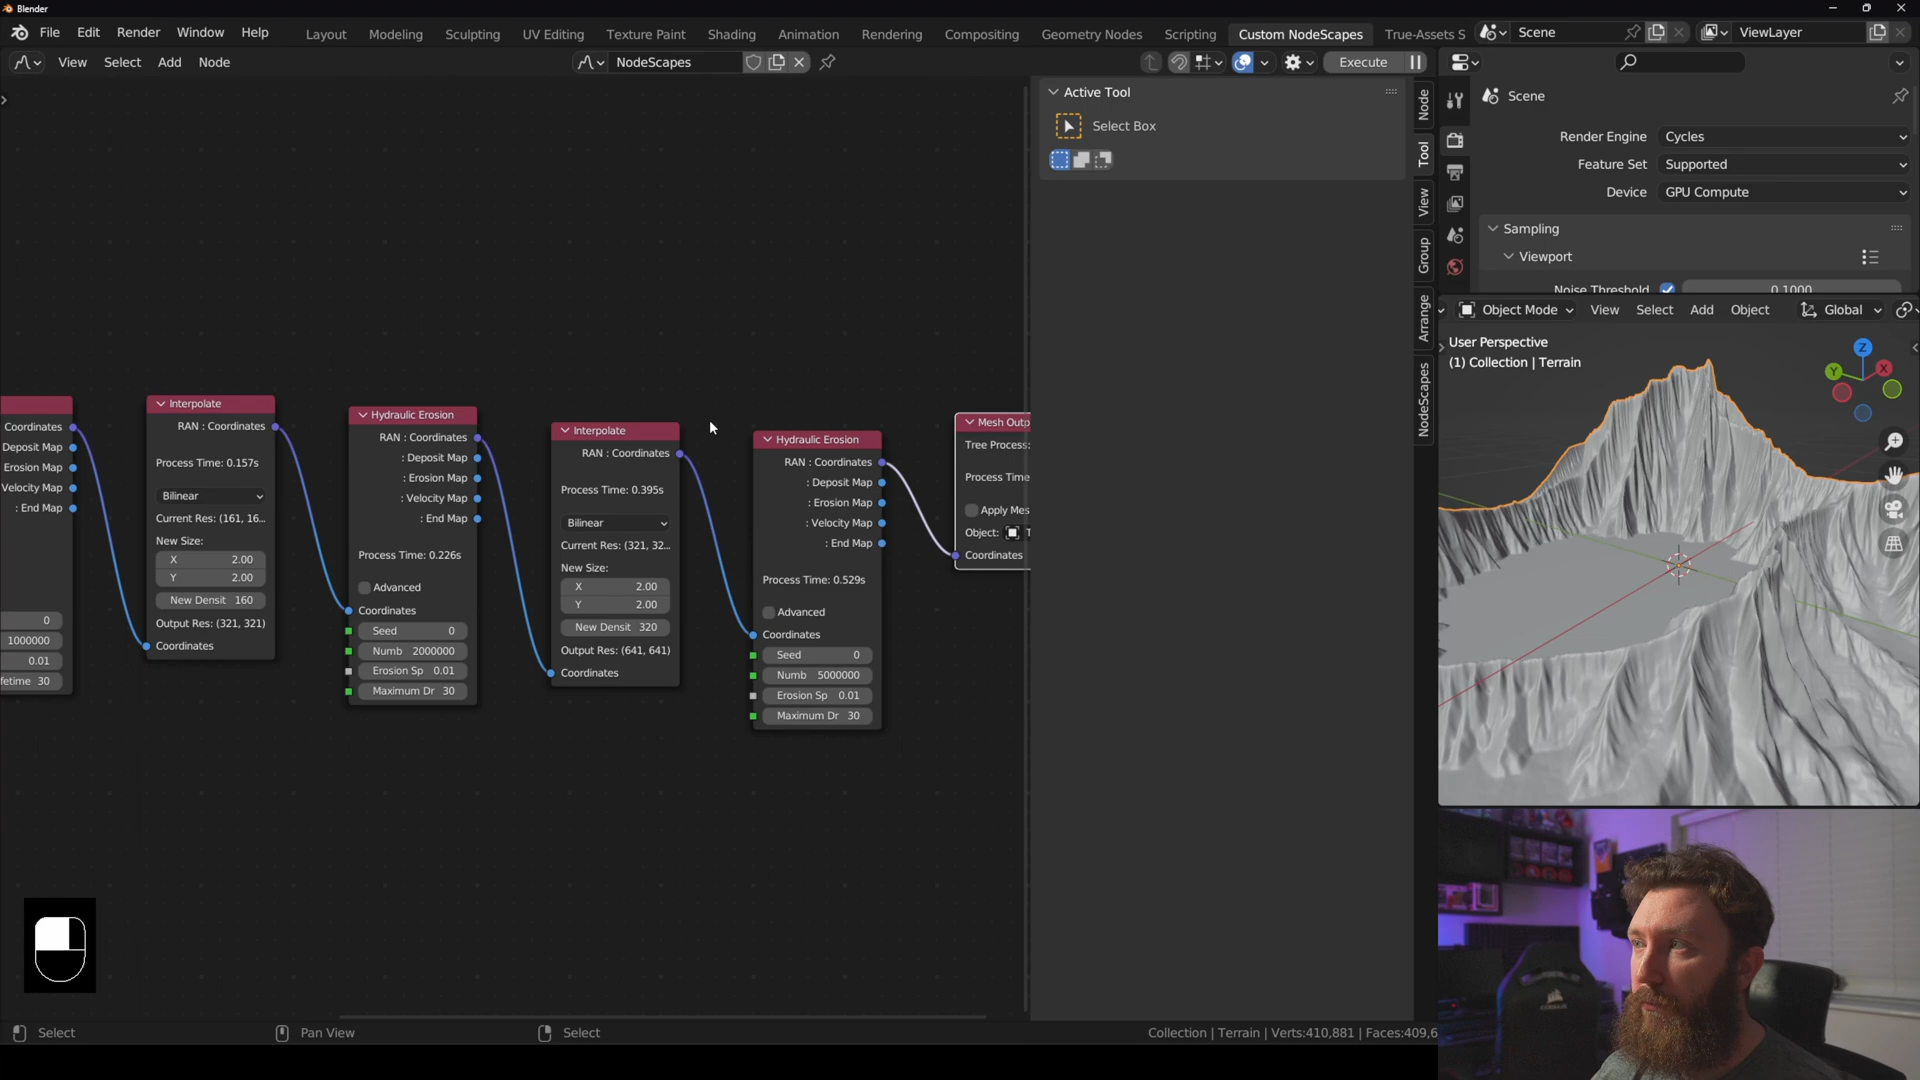 Blender
File Edit Render Window Help
Layout Modeling Sculpting UV Editing Texture Paint Shading Animation Rendering Compositing Geometry Nodes Scripting Custom NodeScapes True-Assets S
Scene
ViewLayer
View Select Add Node
NodeScapes
Execute
Active Tool
Select Box
Node
Tool
View
Group
Arrange
NodeScapes
Scene
Render Engine Cycles
Feature Set Supported
Device GPU Compute
Sampling
Viewport
Noise Threshold 0.1000
Object Mode View Select Add Object Global
User Perspective
(1) Collection | Terrain
Z
Y
X
Coordinates
Deposit Map
Erosion Map
Velocity Map
: End Map
0
1000000
0.01
fetime 30
Interpolate
RAN : Coordinates
Process Time: 0.157s
Bilinear
Current Res: (161, 16...
New Size:
X 2.00
Y 2.00
New Densit 160
Output Res: (321, 321)
Coordinates
Hydraulic Erosion
RAN : Coordinates
: Deposit Map
: Erosion Map
: Velocity Map
: End Map
Process Time: 0.226s
Advanced
Coordinates
Seed 0
Numb 2000000
Erosion Sp 0.01
Maximum Dr 30
Interpolate
RAN : Coordinates
Process Time: 0.395s
Bilinear
Current Res: (321, 32...
New Size:
X 2.00
Y 2.00
New Densit 320
Output Res: (641, 641)
Coordinates
Hydraulic Erosion
RAN : Coordinates
: Deposit Map
: Erosion Map
: Velocity Map
: End Map
Process Time: 0.529s
Advanced
Coordinates
Seed 0
Numb 5000000
Erosion Sp 0.01
Maximum Dr 30
Mesh Outp
Tree Process:
Process Time
Apply Mes
Object: T
Coordinates
Select
Pan View
Select
Collection | Terrain | Verts:410,881 | Faces:409,6